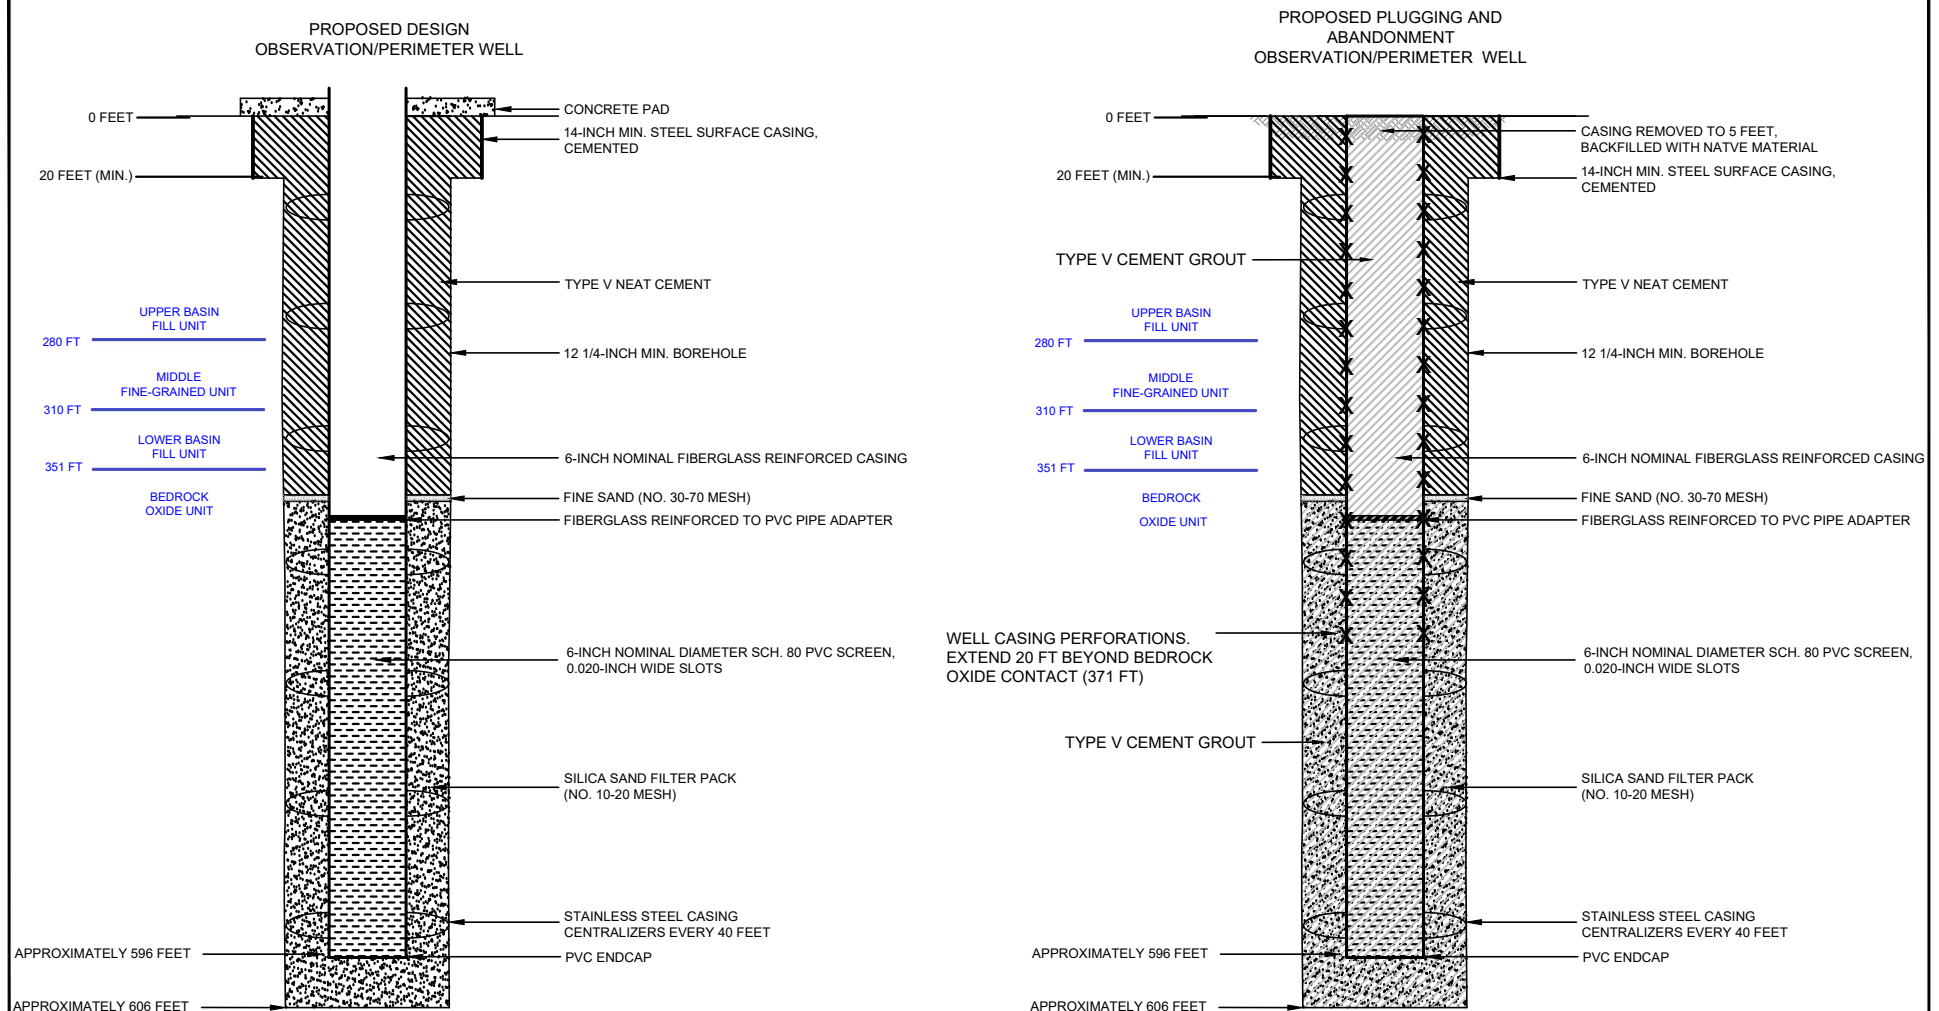 PROPOSED DESIGN
OBSERVATION/PERIMETER WELL
0 FEET
20 FEET (MIN.)
CONCRETE PAD
14-INCH MIN. STEEL SURFACE CASING,
CEMENTED
TYPE V NEAT CEMENT
UPPER BASIN
FILL UNIT
280 FT
12 1/4-INCH MIN. BOREHOLE
MIDDLE
FINE-GRAINED UNIT
310 FT
LOWER BASIN
FILL UNIT
351 FT
6-INCH NOMINAL FIBERGLASS REINFORCED CASING
BEDROCK
OXIDE UNIT
FINE SAND (NO. 30-70 MESH)
FIBERGLASS REINFORCED TO PVC PIPE ADAPTER
6-INCH NOMINAL DIAMETER SCH. 80 PVC SCREEN,
0.020-INCH WIDE SLOTS
SILICA SAND FILTER PACK
(NO. 10-20 MESH)
STAINLESS STEEL CASING
CENTRALIZERS EVERY 40 FEET
APPROXIMATELY 596 FEET
PVC ENDCAP
APPROXIMATELY 606 FEET
PROPOSED PLUGGING AND
ABANDONMENT
OBSERVATION/PERIMETER WELL
0 FEET
CASING REMOVED TO 5 FEET,
BACKFILLED WITH NATVE MATERIAL
20 FEET (MIN.)
14-INCH MIN. STEEL SURFACE CASING,
CEMENTED
TYPE V CEMENT GROUT
TYPE V NEAT CEMENT
UPPER BASIN
FILL UNIT
280 FT
12 1/4-INCH MIN. BOREHOLE
MIDDLE
FINE-GRAINED UNIT
310 FT
LOWER BASIN
FILL UNIT
351 FT
6-INCH NOMINAL FIBERGLASS REINFORCED CASING
BEDROCK
OXIDE UNIT
FINE SAND (NO. 30-70 MESH)
FIBERGLASS REINFORCED TO PVC PIPE ADAPTER
WELL CASING PERFORATIONS.
EXTEND 20 FT BEYOND BEDROCK
OXIDE CONTACT (371 FT)
6-INCH NOMINAL DIAMETER SCH. 80 PVC SCREEN,
0.020-INCH WIDE SLOTS
TYPE V CEMENT GROUT
SILICA SAND FILTER PACK
(NO. 10-20 MESH)
STAINLESS STEEL CASING
CENTRALIZERS EVERY 40 FEET
APPROXIMATELY 596 FEET
PVC ENDCAP
APPROXIMATELY 606 FEET